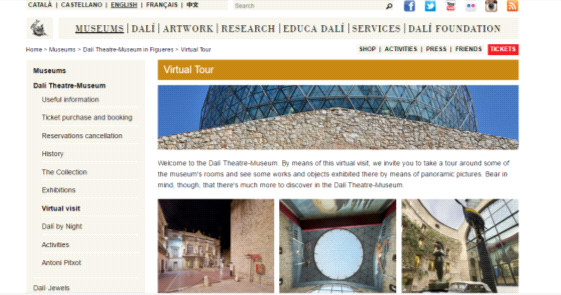 CATALÀ | CASTELLANO | ENGLISH | FRANÇAIS | 中文
Search
MUSEUMS | DALÍ | ARTWORK | RESEARCH | EDUCA DALÍ | SERVICES | DALÍ FOUNDATION
Home > Museums > Dalí Theatre-Museum in Figueres > Virtual Tour
SHOP | ACTIVITIES | PRESS | FRIENDS TICKETS
Museums
Dalí Theatre-Museum
Useful information
Ticket purchase and booking
Reservations cancellation
History
The Collection
Exhibitions
Virtual visit
Dalí by Night
Activities
Antoni Pitxot
Dalí Jewels
Virtual Tour
Welcome to the Dalí Theatre-Museum. By means of this virtual visit, we invite you to take a tour around some of
the museum's rooms and see some works and objects exhibited there by means of panoramic pictures. Bear in
mind, though, that there's much more to discover in the Dalí Theatre-Museum